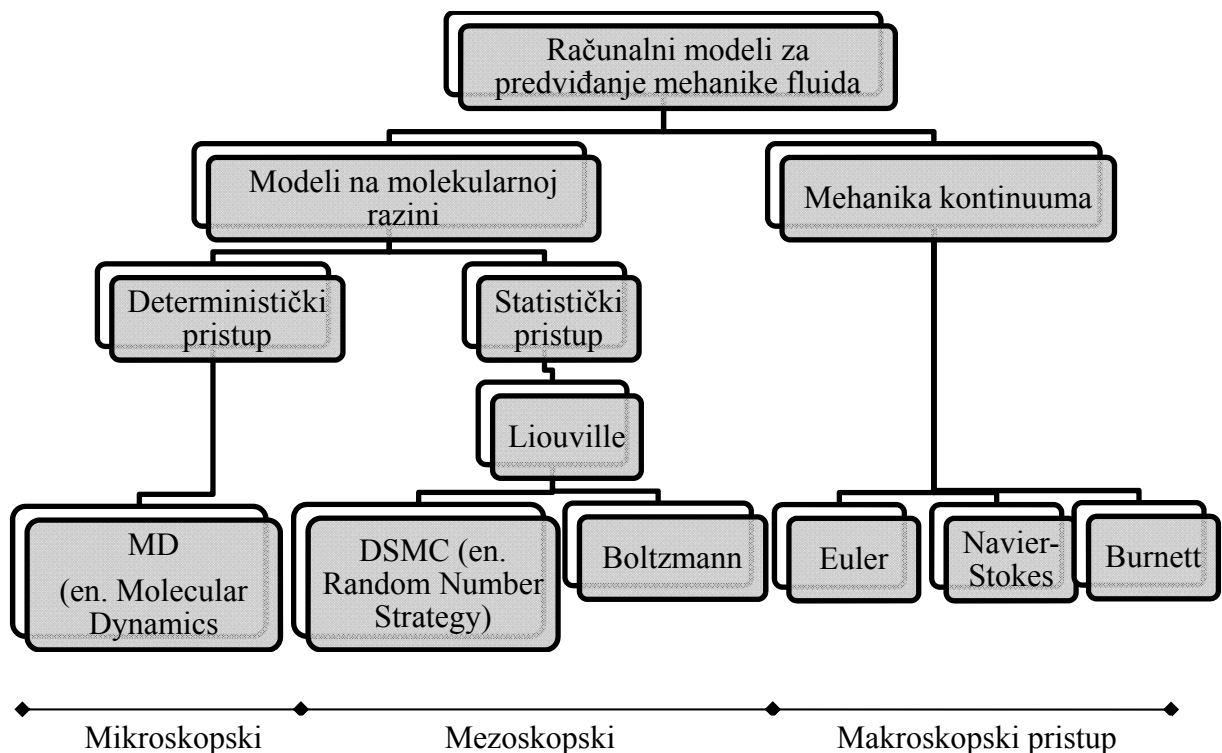 Računalni modeli za
predviđanje mehanike fluida
Modeli na molekularnoj
razini
Mehanika kontinuuma
Deterministički
pristup
Statistički
pristup
Liouville
MD
(en. Molecular
Dynamics
DSMC (en.
Random Number
Strategy)
Boltzmann
Euler
Navier-
Stokes
Burnett
Mikroskopski
Mezoskopski
Makroskopski pristup